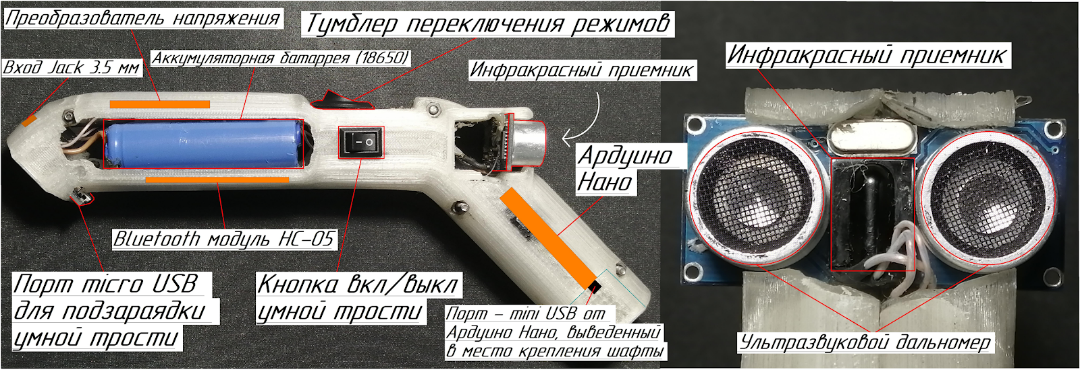 Преобразователь напряжения
Тумблер переключения режимов
Вход Jack 3.5 мм
Аккумуляторная батаррея (18650)
Инфракрасный приемник
Ардуино
Нано
Bluetooth модуль HC-05
Порт micro USB
для подзарядки
умной трости
Кнопка вкл/выкл
умной трости
Порт - mini USB от
Ардуино Нано, выведенный
в место крепления шафты
Инфракрасный приемник
Ультразвуковой дальномер